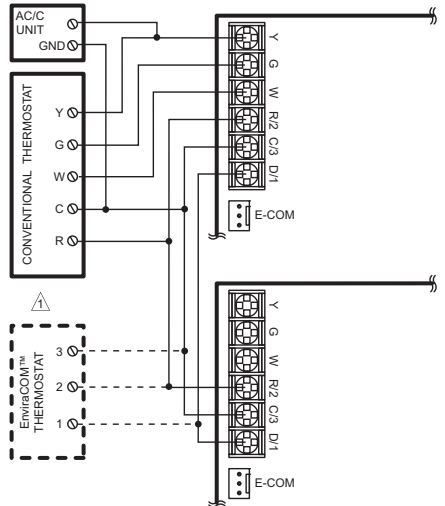 AC/C
UNIT
GND
CONVENTIONAL THERMOSTAT
Y
G
W
C
R
Y
G
W
R/2
C/3
D/1
E-COM
1
EnviraCOM™
THERMOSTAT
3
2
1
Y
G
W
R/2
C/3
D/1
E-COM